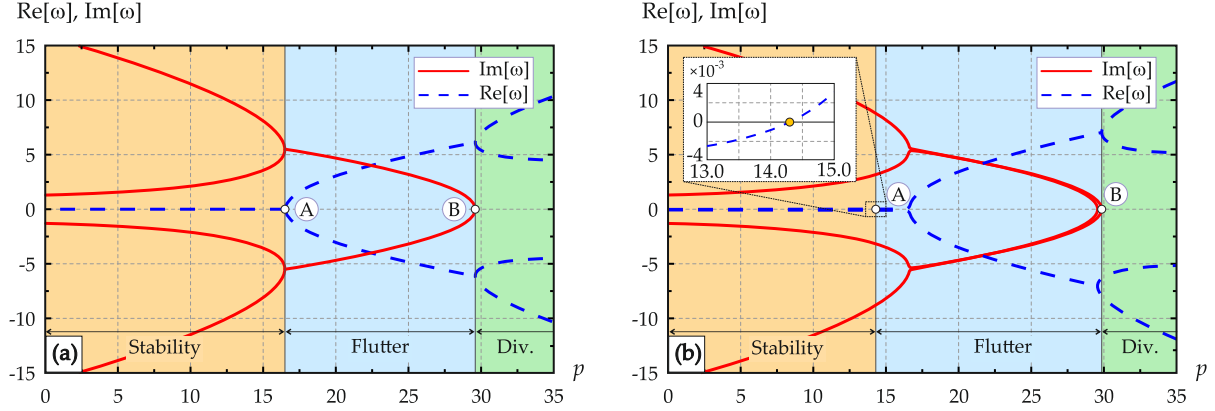 Re[ω], Im[ω]
15
10
5
0
-5
-10
-15
Im[ω]
Re[ω]
A
B
(a)
Stability
Flutter
Div.
p
0 5 10 15 20 25 30 35
Re[ω], Im[ω]
15
10
5
0
-5
-10
-15
×10⁻³
4
0
-4
13.0 14.0 15.0
Im[ω]
Re[ω]
A
B
(b)
Stability
Flutter
Div.
p
0 5 10 15 20 25 30 35